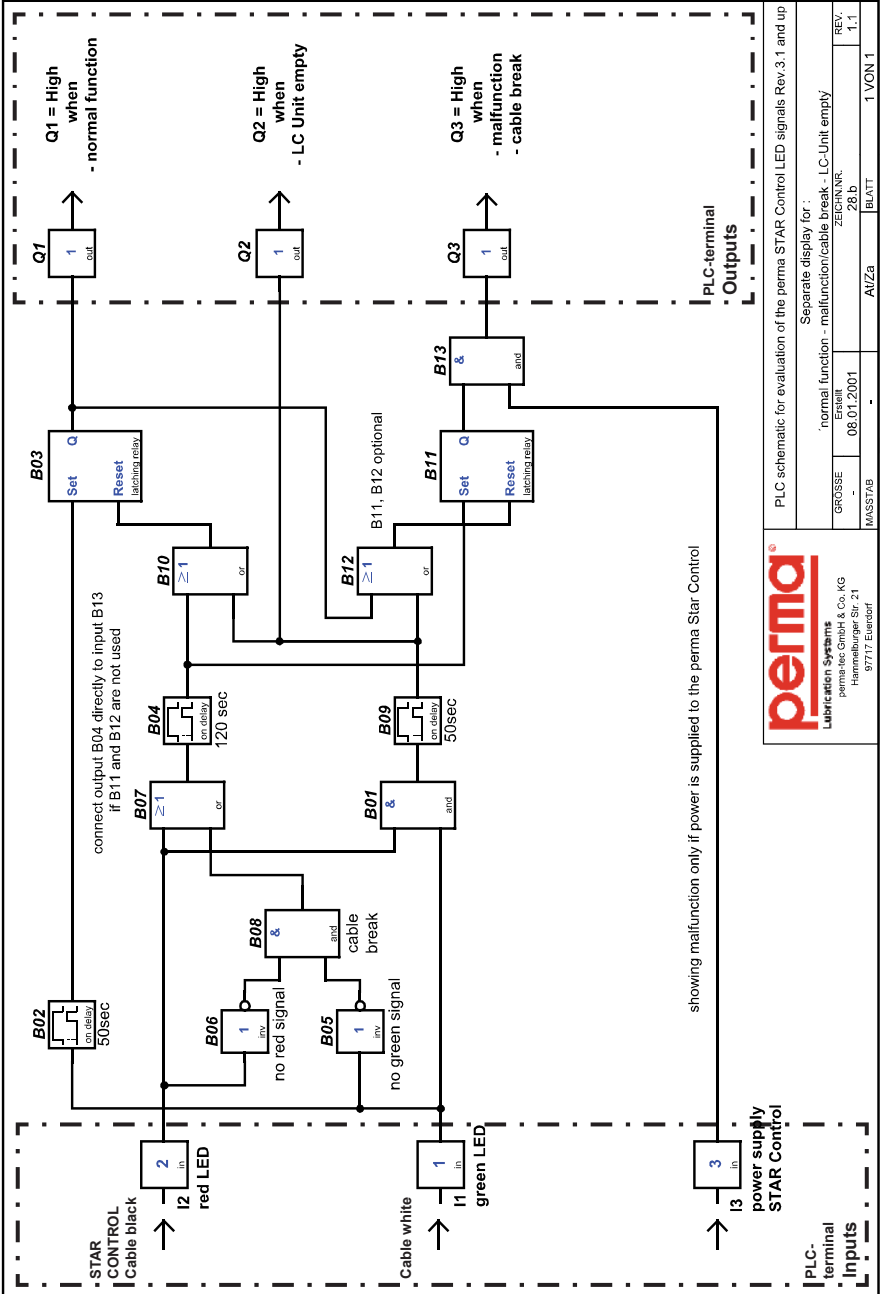 STAR
CONTROL
Cable black
I2
red LED
2
in
Cable white
I1
green LED
1
in
I3
power supply
STAR Control
3
in
PLC-
terminal
Inputs
B02
on delay
50sec
B06
1
inv
no red signal
B05
1
inv
no green signal
B08
&
and
cable
break
connect output B04 directly to input B13
if B11 and B12 are not used
B07
≥1
or
B01
&
and
B04
on delay
120 sec
B09
on delay
50sec
B10
≥1
or
B12
≥1
or
B11, B12 optional
B03
Set
Q
Reset
latching relay
B11
Set
Q
Reset
latching relay
B13
&
and
showing malfunction only if power is supplied to the perma Star Control
Q1
1
out
Q1 = High
when
- normal function
Q2
1
out
Q2 = High
when
- LC Unit empty
Q3
1
out
Q3 = High
when
- malfunction
- cable break
PLC-terminal
Outputs
perma®
Lubrication Systems
perma-tec GmbH & Co. KG
Hammelburger Str. 21
97717 Euerdorf
PLC schematic for evaluation of the perma STAR Control LED signals Rev.3.1 and up
Separate display for :
´normal function - malfunction/cable break - LC-Unit empty´
GRÖSSE
-
Erstellt
08.01.2001
ZEICHN.NR.
28.b
REV.
1.1
MASSTAB
-
At/Za
BLATT
1 VON 1